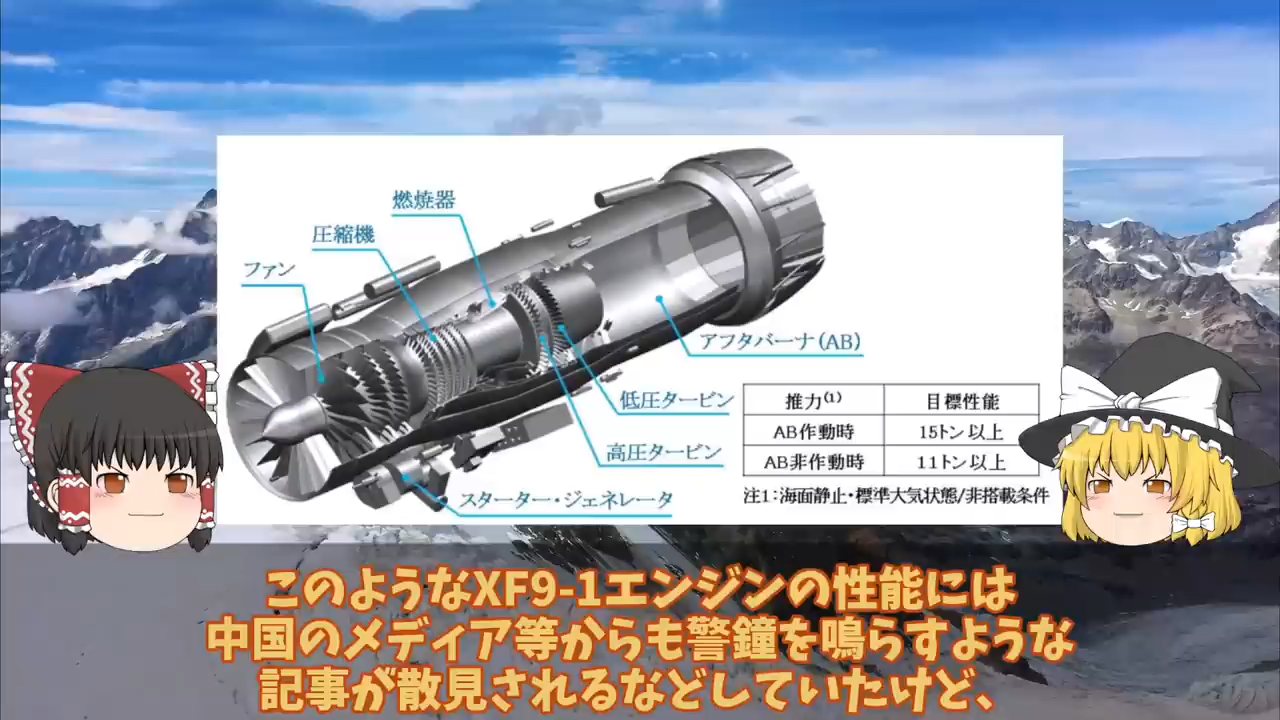 燃焼器
圧縮機
ファン
アフタバーナ(AB)
低圧タービン
高圧タービン
スターター・ジェネレータ
推力(1) 目標性能
AB作動時 15トン以上
AB非作動時 11トン以上
注1:海面静止・標準大気状態/非搭載条件
このようなXF9-1エンジンの性能には
中国のメディア等からも警鐘を鳴らすような
記事が散見されるなどしていたけど、